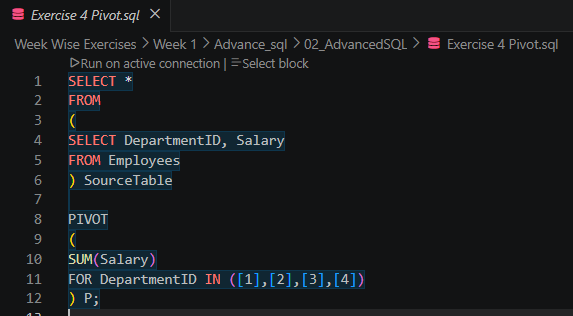 Exercise 4 Pivot.sql
Week Wise Exercises > Week 1 > Advance_sql > 02_AdvancedSQL > Exercise 4 Pivot.sql
Run on active connection | Select block
1 SELECT *
2 FROM
3 (
4 SELECT DepartmentID, Salary
5 FROM Employees
6 ) SourceTable
7
8 PIVOT
9 (
10 SUM(Salary)
11 FOR DepartmentID IN ([1],[2],[3],[4])
12 ) P;